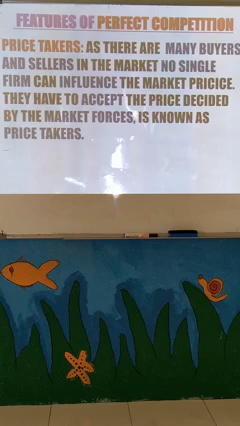 FEATURES OF PERFECT COMPETITION
PRICE TAKERS: AS THERE ARE MANY BUYERS
AND SELLERS IN THE MARKET NO SINGLE
FIRM CAN INFLUENCE THE MARKET PRICICE.
THEY HAVE TO ACCEPT THE PRICE DECIDED
BY THE MARKET FORCES, IS KNOWN AS
PRICE TAKERS.